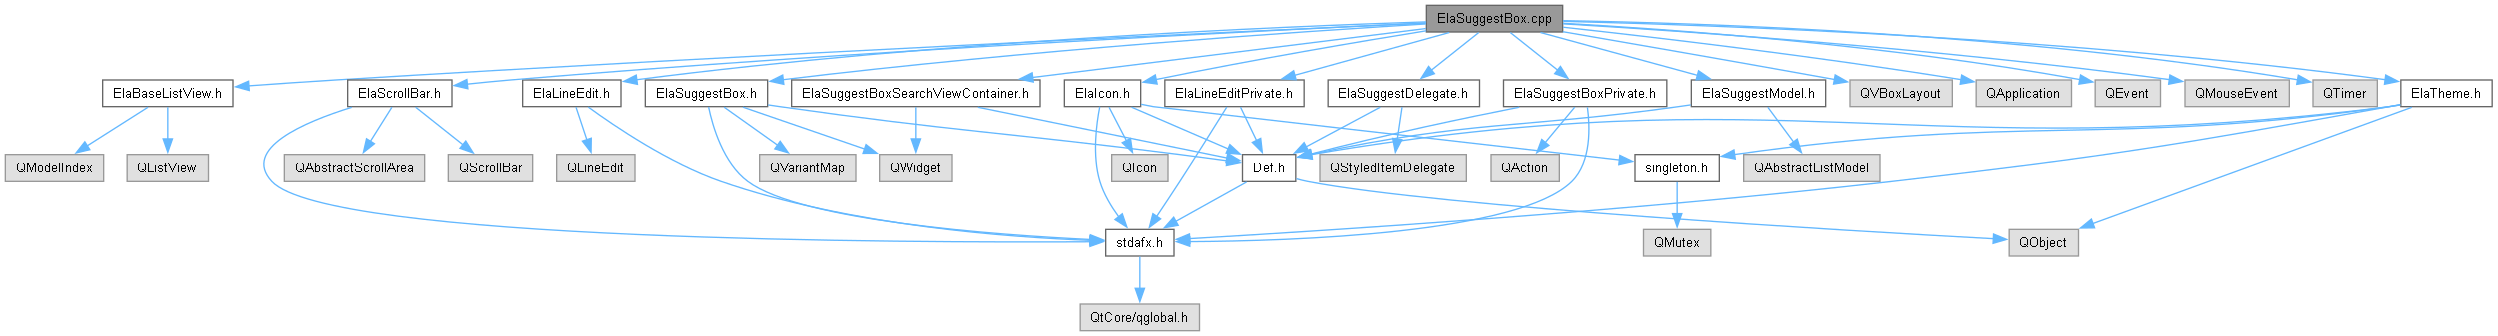 ElaSuggestBox.cpp
ElaBaseListView.h
ElaScrollBar.h
ElaLineEdit.h
ElaSuggestBox.h
ElaSuggestBoxSearchViewContainer.h
ElaIcon.h
ElaLineEditPrivate.h
ElaSuggestDelegate.h
ElaSuggestBoxPrivate.h
ElaSuggestModel.h
QVBoxLayout
QApplication
QEvent
QMouseEvent
QTimer
ElaTheme.h
QModelIndex
QListView
QAbstractScrollArea
QScrollBar
QLineEdit
QVariantMap
QWidget
QIcon
Def.h
QStyledItemDelegate
QAction
singleton.h
QAbstractListModel
stdafx.h
QMutex
QObject
QtCore/qglobal.h